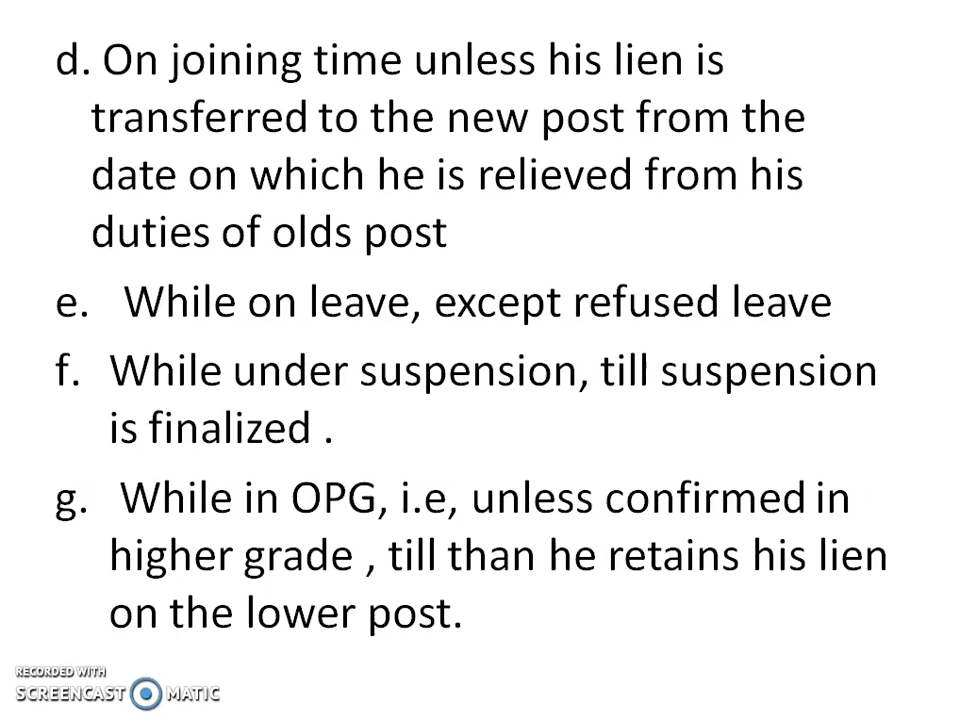 d. On joining time unless his lien is
transferred to the new post from the
date on which he is relieved from his
duties of olds post
e. While on leave, except refused leave
f. While under suspension, till suspension
is finalized .
g. While in OPG, i.e, unless confirmed in
higher grade , till than he retains his lien
on the lower post.
RECORDED WITH
SCREENCAST MATIC